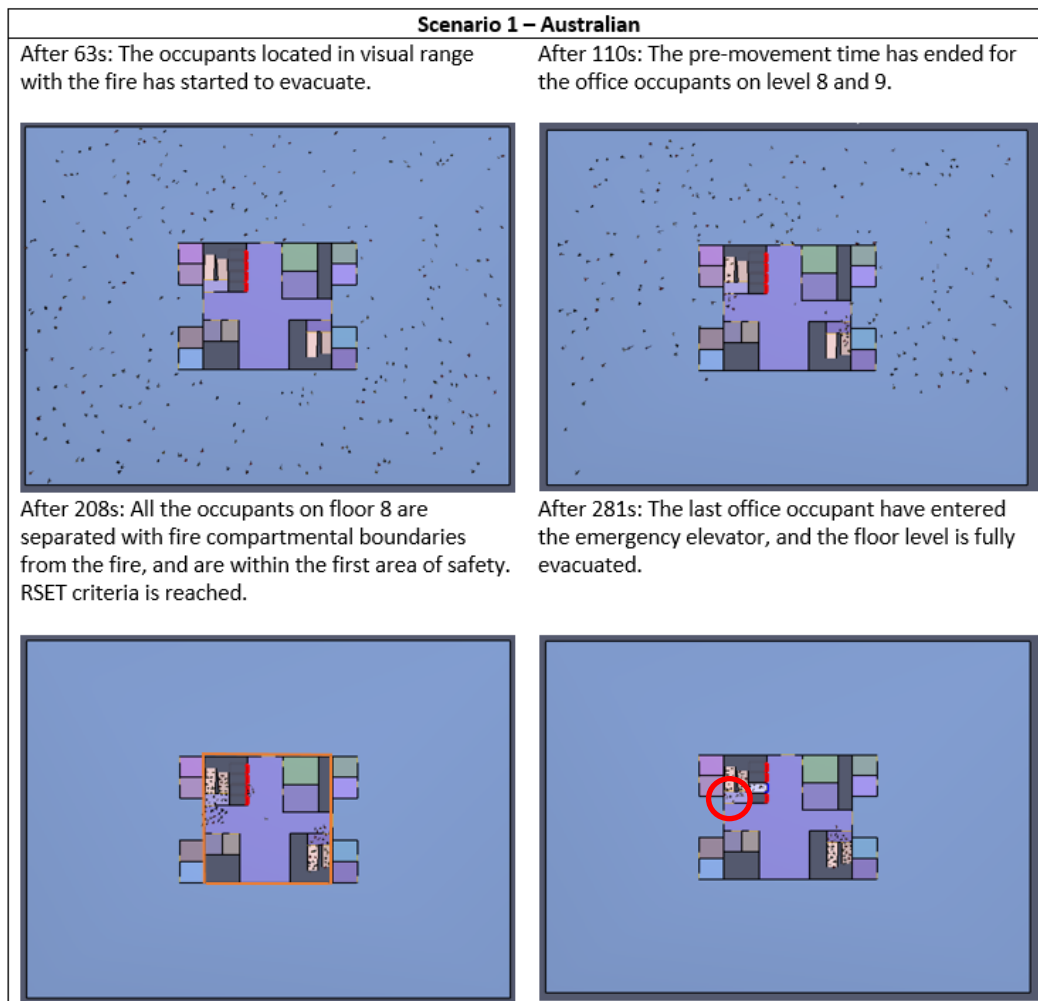 Scenario 1 – Australian
After 63s: The occupants located in visual range
with the fire has started to evacuate.
After 110s: The pre-movement time has ended for
the office occupants on level 8 and 9.
After 208s: All the occupants on floor 8 are
separated with fire compartmental boundaries
from the fire, and are within the first area of safety.
RSET criteria is reached.
After 281s: The last office occupant have entered
the emergency elevator, and the floor level is fully
evacuated.